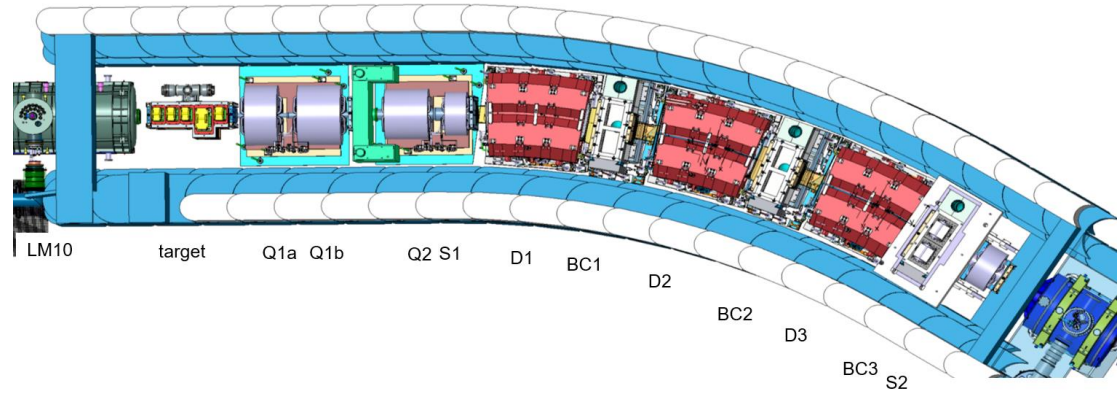 LM10
target
Q1a
Q1b
Q2
S1
D1
BC1
D2
BC2
D3
BC3
S2